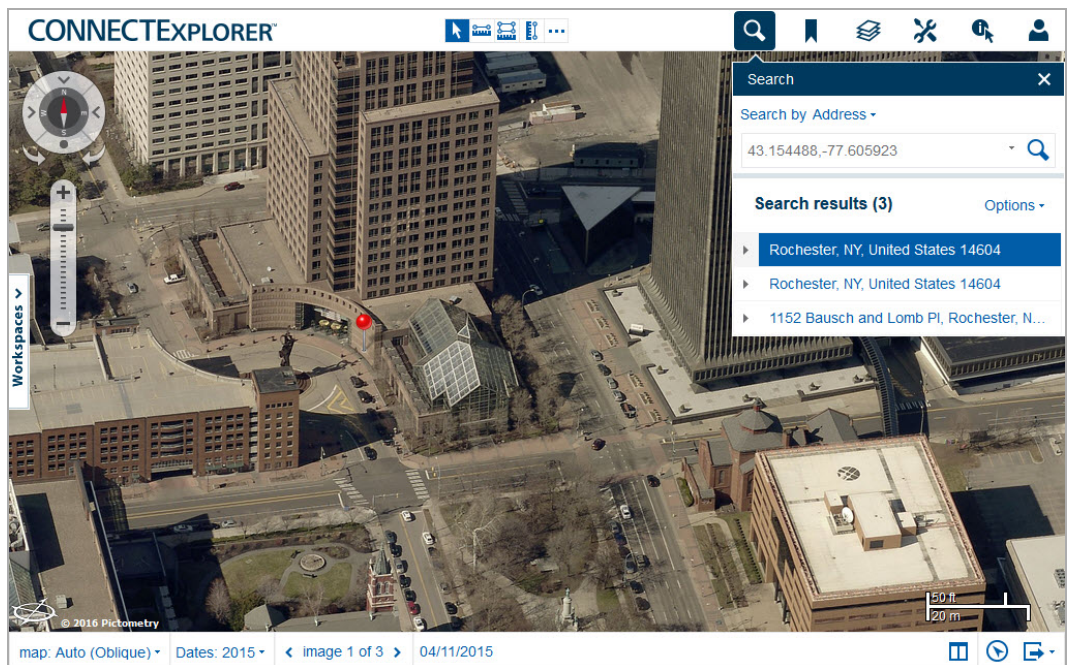 CONNECTEXPLORER™
Search
Search by Address
43.154488,-77.605923
Search results (3)
Options
Rochester, NY, United States 14604
Rochester, NY, United States 14604
1152 Bausch and Lomb Pl, Rochester, N...
N
W
S
Workspaces
© 2016 Pictometry
50 ft
20 m
map: Auto (Oblique)
Dates: 2015
image 1 of 3
04/11/2015